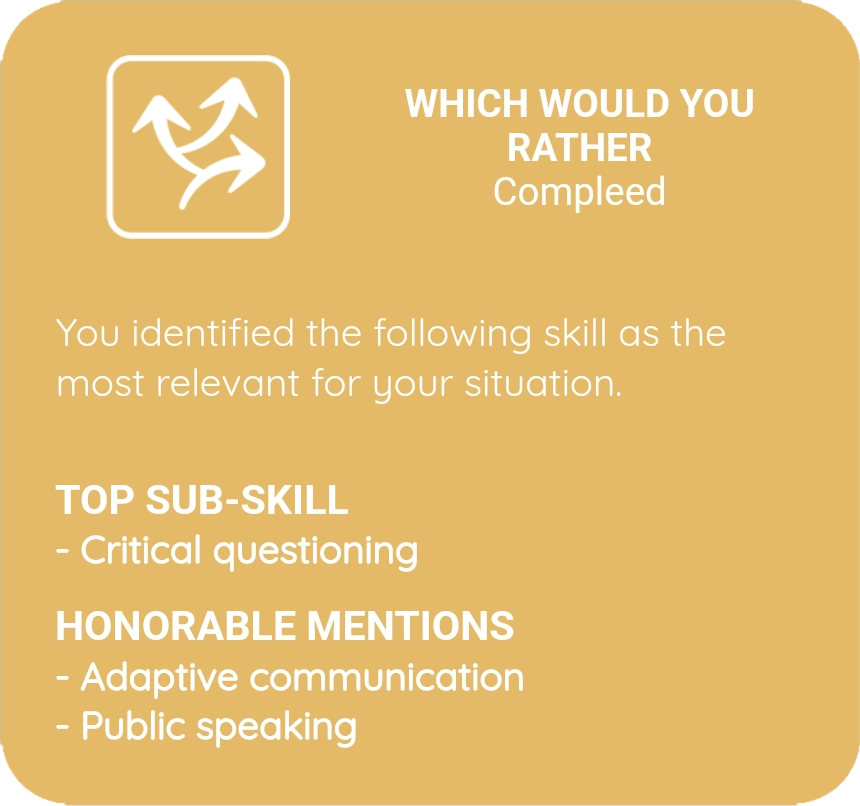 WHICH WOULD YOU
RATHER
Compleed
You identified the following skill as the
most relevant for your situation.
TOP SUB-SKILL
- Critical questioning
HONORABLE MENTIONS
- Adaptive communication
- Public speaking